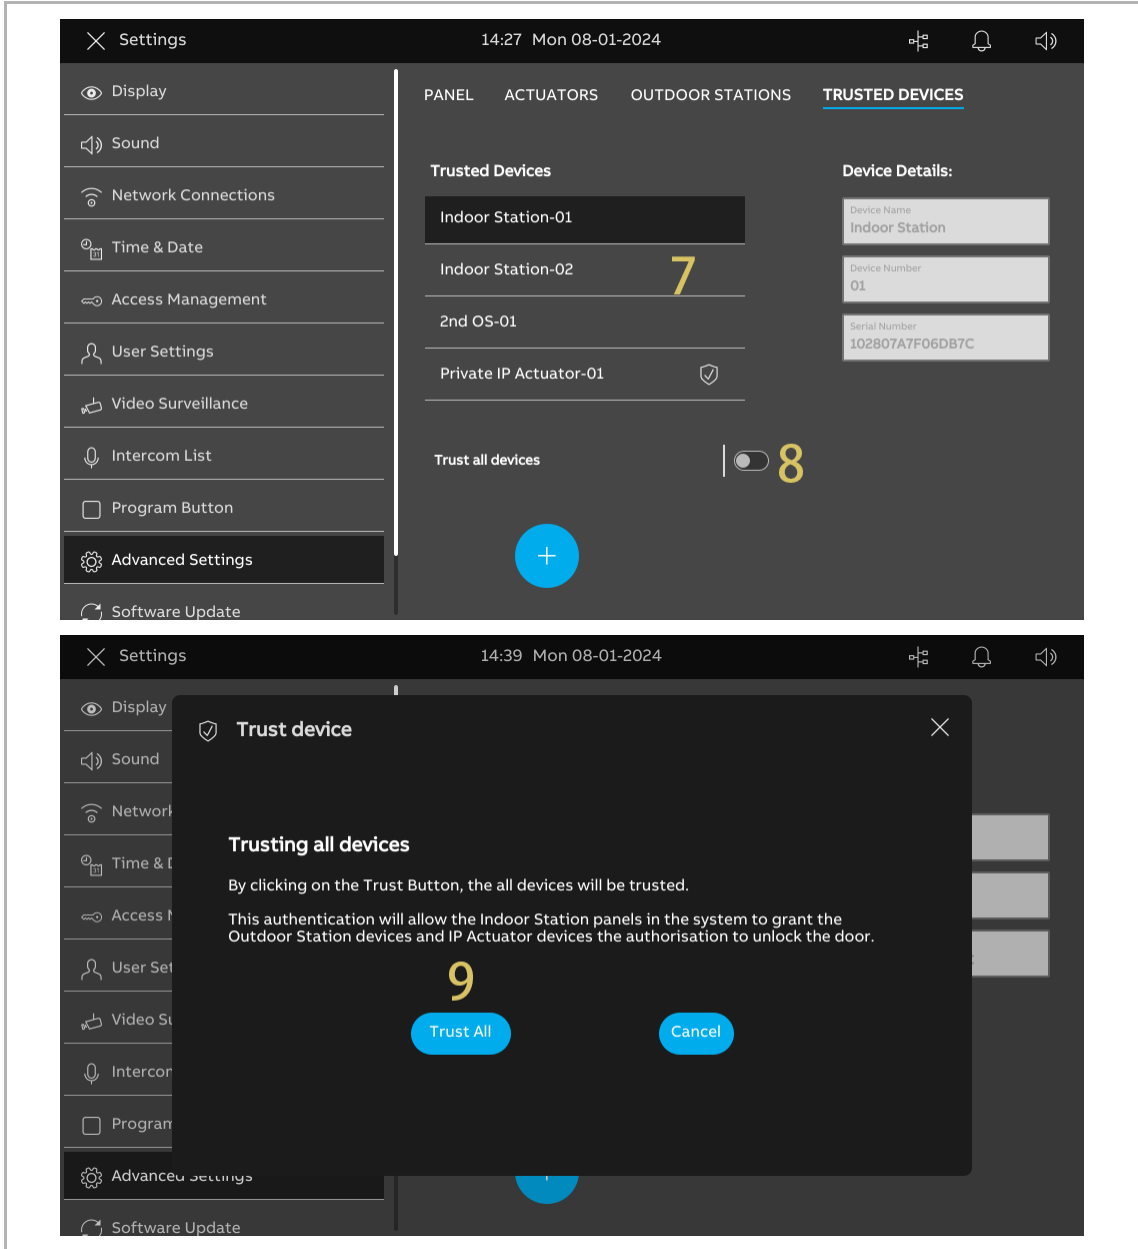 Settings
14:27 Mon 08-01-2024
Display
Sound
Network Connections
Time & Date
Access Management
User Settings
Video Surveillance
Intercom List
Program Button
Advanced Settings
Software Update
PANEL ACTUATORS OUTDOOR STATIONS TRUSTED DEVICES
Trusted Devices
Indoor Station-01
Indoor Station-02
7
2nd OS-01
Private IP Actuator-01
Trust all devices
8
+
Device Details:
Device Name
Indoor Station
Device Number
01
Serial Number
102807A7F06DB7C
Settings
14:39 Mon 08-01-2024
Display
Sound
Network
Time & D
Access M
User Set
Video Su
Intercom
Program
Advanced Settings
Software Update
Trust device
Trusting all devices
By clicking on the Trust Button, the all devices will be trusted.
This authentication will allow the Indoor Station panels in the system to grant the
Outdoor Station devices and IP Actuator devices the authorisation to unlock the door.
9
Trust All Cancel